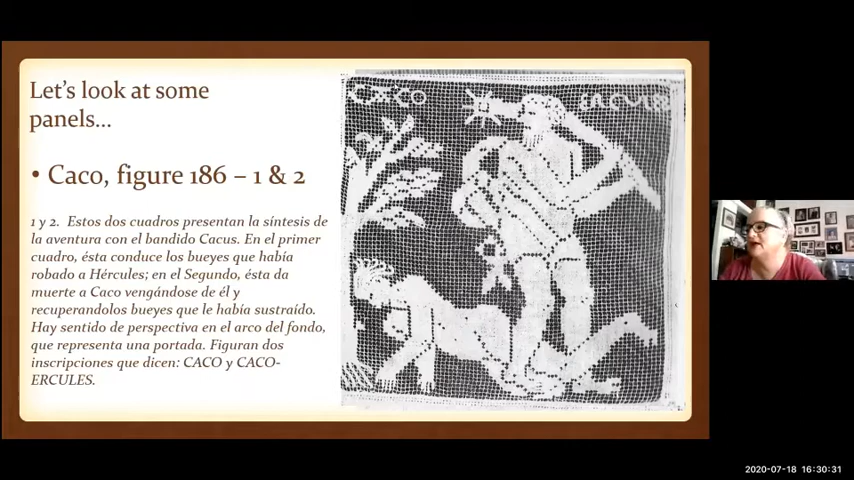 Let's look at some
panels...
• Caco, figure 186 – 1 & 2
1 y 2. Estos dos cuadros presentan la síntesis de
la aventura con el bandido Cacus. En el primer
cuadro, ésta conduce los bueyes que había
robado a Hércules; en el Segundo, ésta da
muerte a Caco vengándose de él y
recuperandolos bueyes que le había sustraído.
Hay sentido de perspectiva en el arco del fondo,
que representa una portada. Figuran dos
inscripciones que dicen: CACO y CACO-
ERCULES.
CACO
2020-07-18 16:30:31